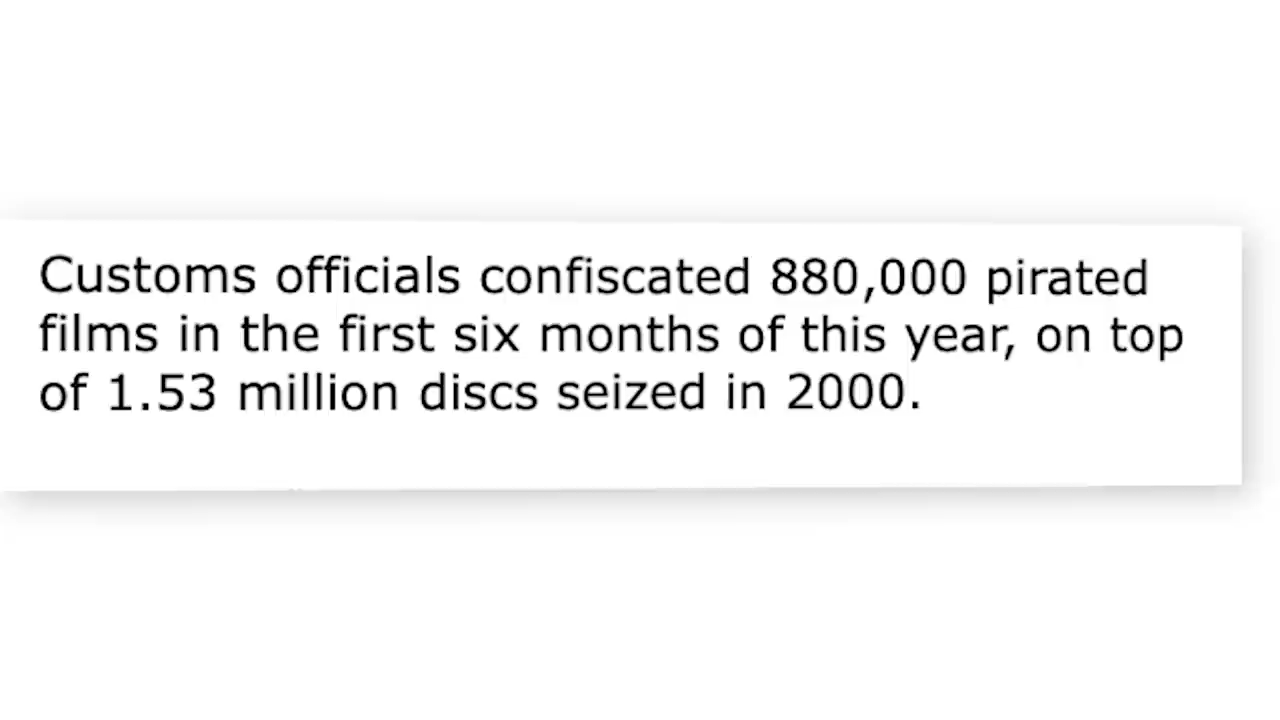 Customs officials confiscated 880,000 pirated
films in the first six months of this year, on top
of 1.53 million discs seized in 2000.